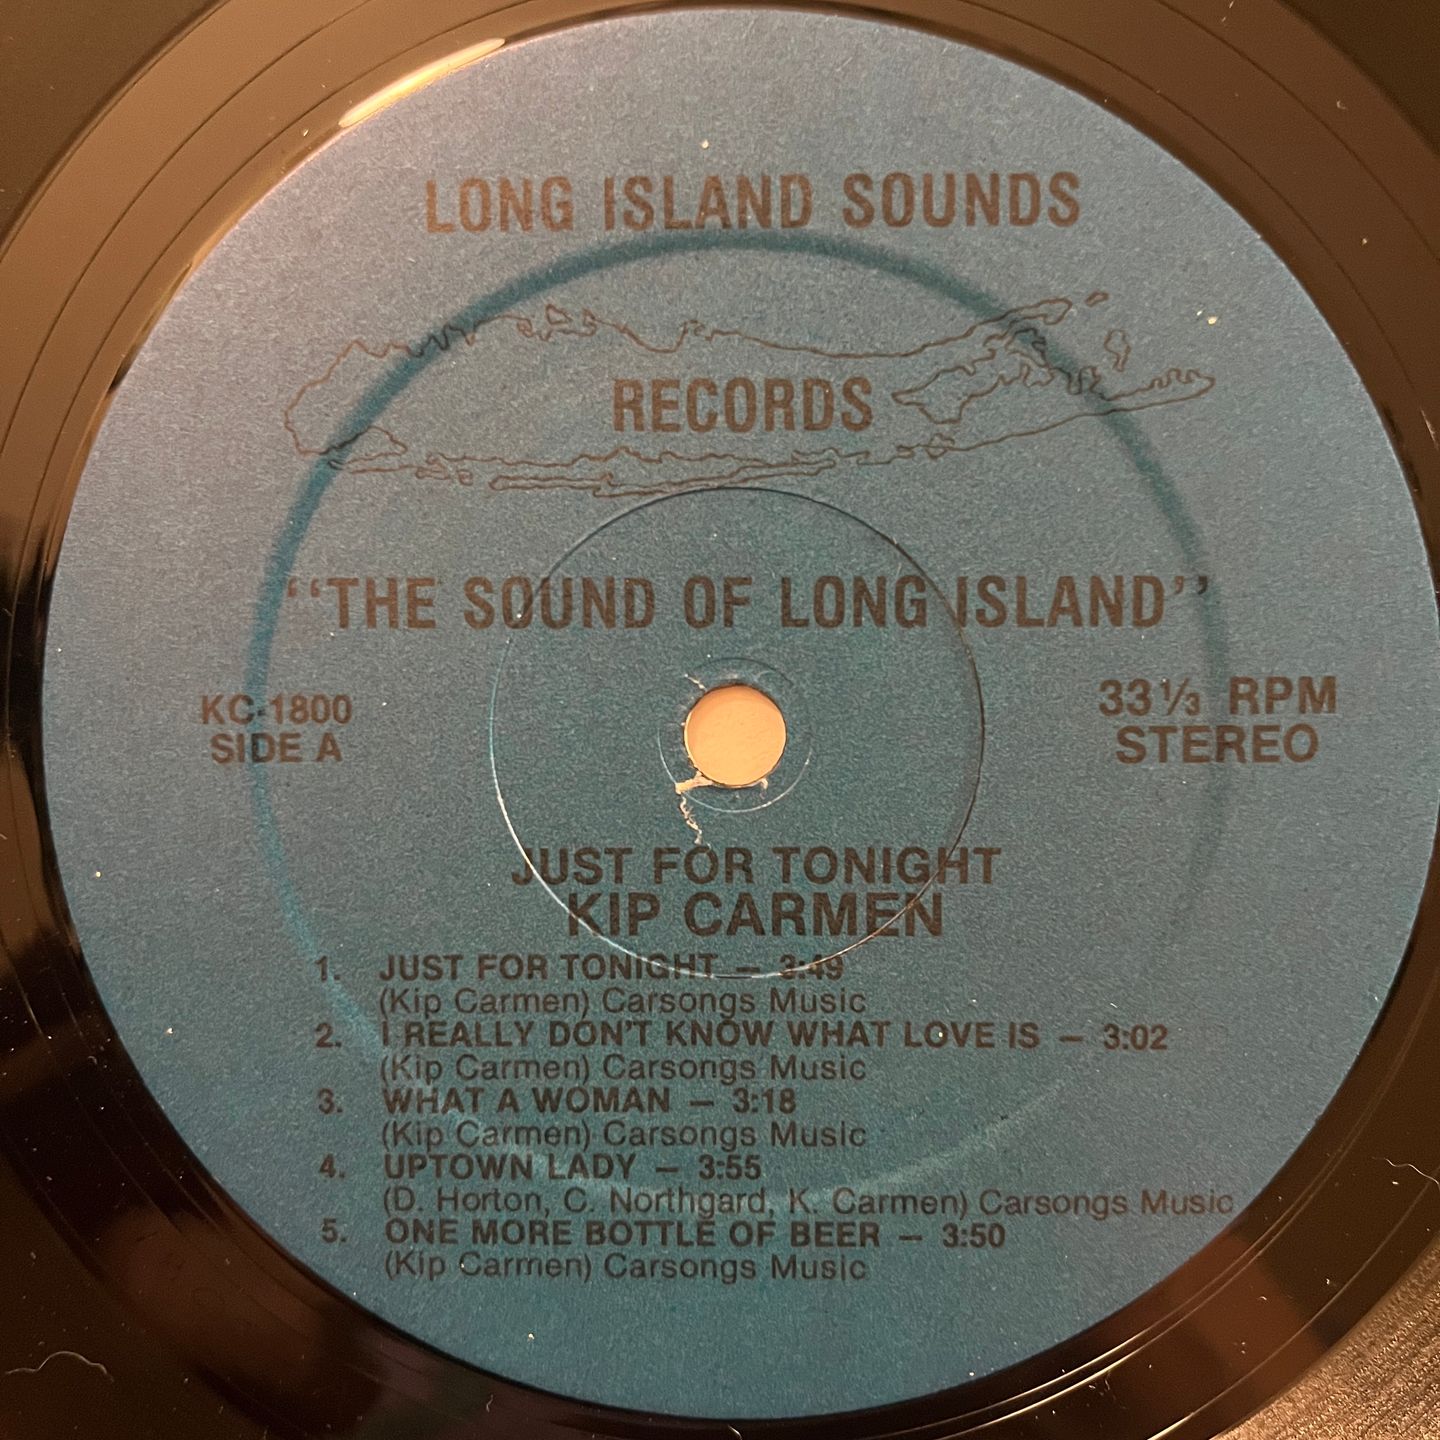 LONG ISLAND SOUNDS
RECORDS
"THE SOUND OF LONG ISLAND"
KC-1800
SIDE A
33⅓ RPM
STEREO
JUST FOR TONIGHT
KIP CARMEN
1. JUST FOR TONIGHT — 3:49
(Kip Carmen) Carsongs Music
2. I REALLY DON'T KNOW WHAT LOVE IS — 3:02
(Kip Carmen) Carsongs Music
3. WHAT A WOMAN — 3:18
(Kip Carmen) Carsongs Music
4. UPTOWN LADY — 3:55
(D. Horton, C. Northgard, K. Carmen) Carsongs Music
5. ONE MORE BOTTLE OF BEER — 3:50
(Kip Carmen) Carsongs Music